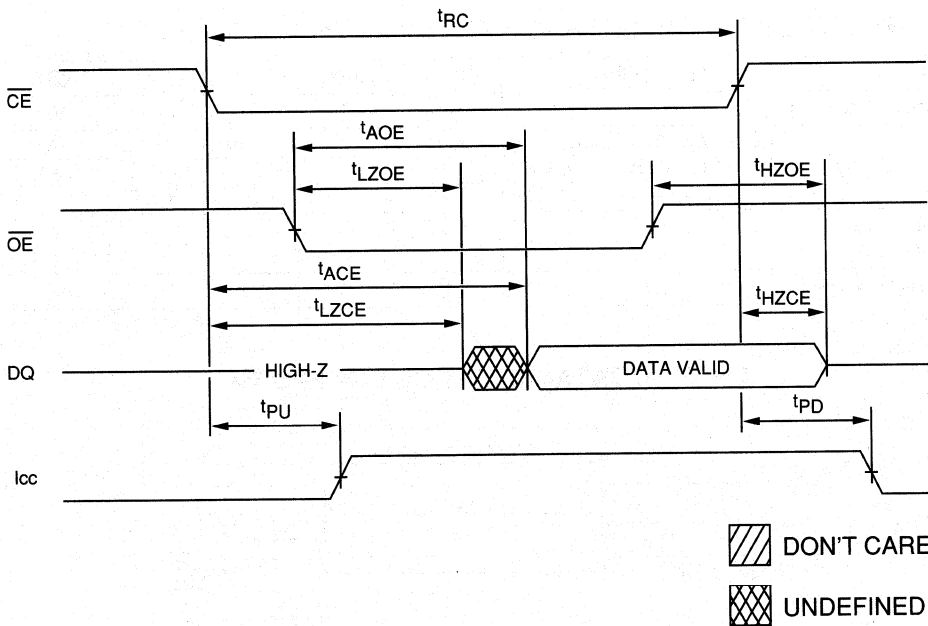 tRC
CE
tAOE
tLZOE
tHZOE
OE
tACE
tLZCE
tHZCE
DQ
HIGH-Z
DATA VALID
tPU
tPD
Icc
DON'T CARE
UNDEFINED